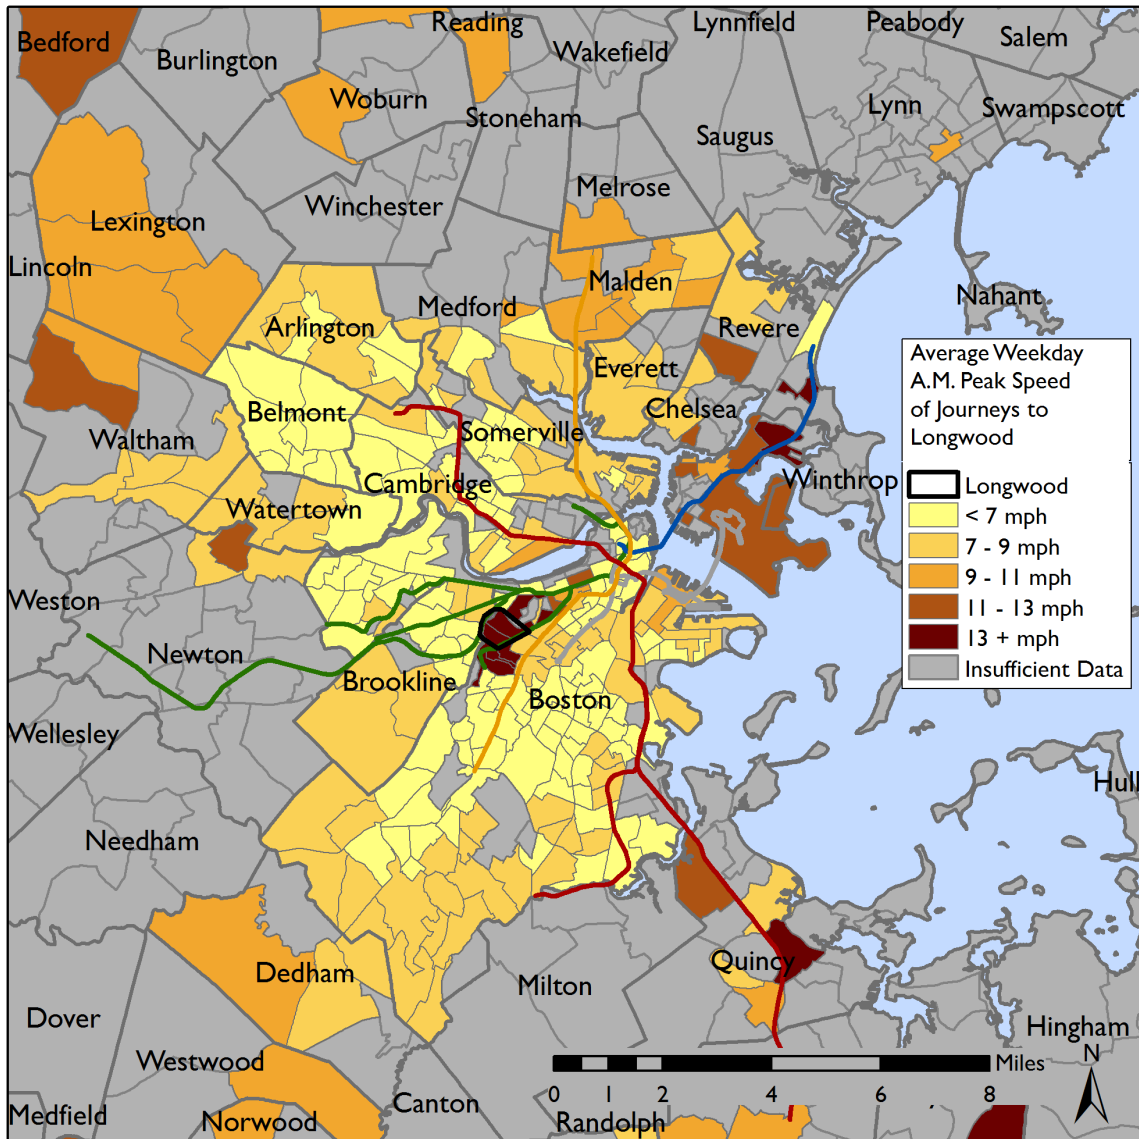 Reading
Lynnfield
Peabody
Salem
Bedford
Burlington
Wakefield
Woburn
Stoneham
Lynn
Swampscott
Saugus
Melrose
Winchester
Lexington
Lincoln
Malden
Medford
Nahant
Arlington
Revere
Everett
Chelsea
Belmont
Waltham
Somerville
Cambridge
Winthrop
Watertown
Average Weekday
A.M. Peak Speed
of Journeys to
Longwood
Longwood
< 7 mph
7 - 9 mph
9 - 11 mph
11 - 13 mph
13 + mph
Insufficient Data
Weston
Newton
Brookline
Boston
Wellesley
Hull
Needham
Quincy
Dedham
Milton
Dover
Hingham
Westwood
Miles
N
0 1 2 4 6 8
Canton
Medfield
Norwood
Randolph